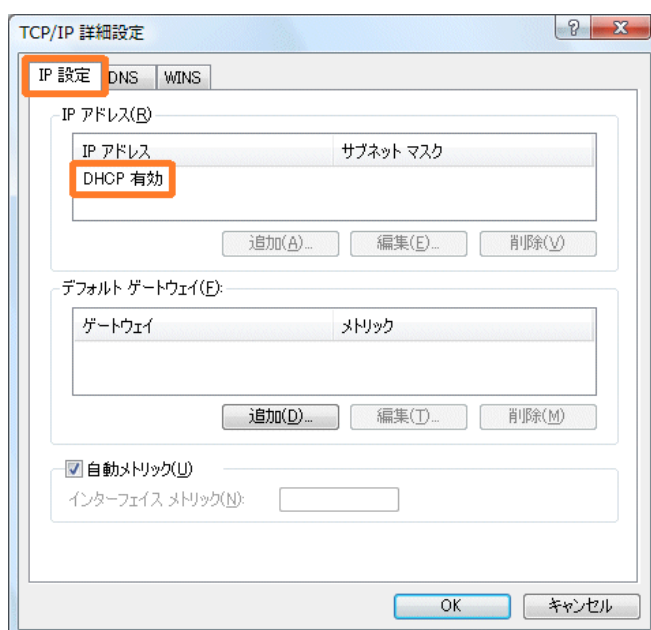 TCP/IP 詳細設定
IP 設定 DNS WINS
IP アドレス(R)
IP アドレス サブネット マスク
DHCP 有効
追加(A)... 編集(E)... 削除(V)
デフォルト ゲートウェイ(F):
ゲートウェイ メトリック
追加(D)... 編集(T)... 削除(M)
自動メトリック(U)
インターフェイス メトリック(N):
OK キャンセル